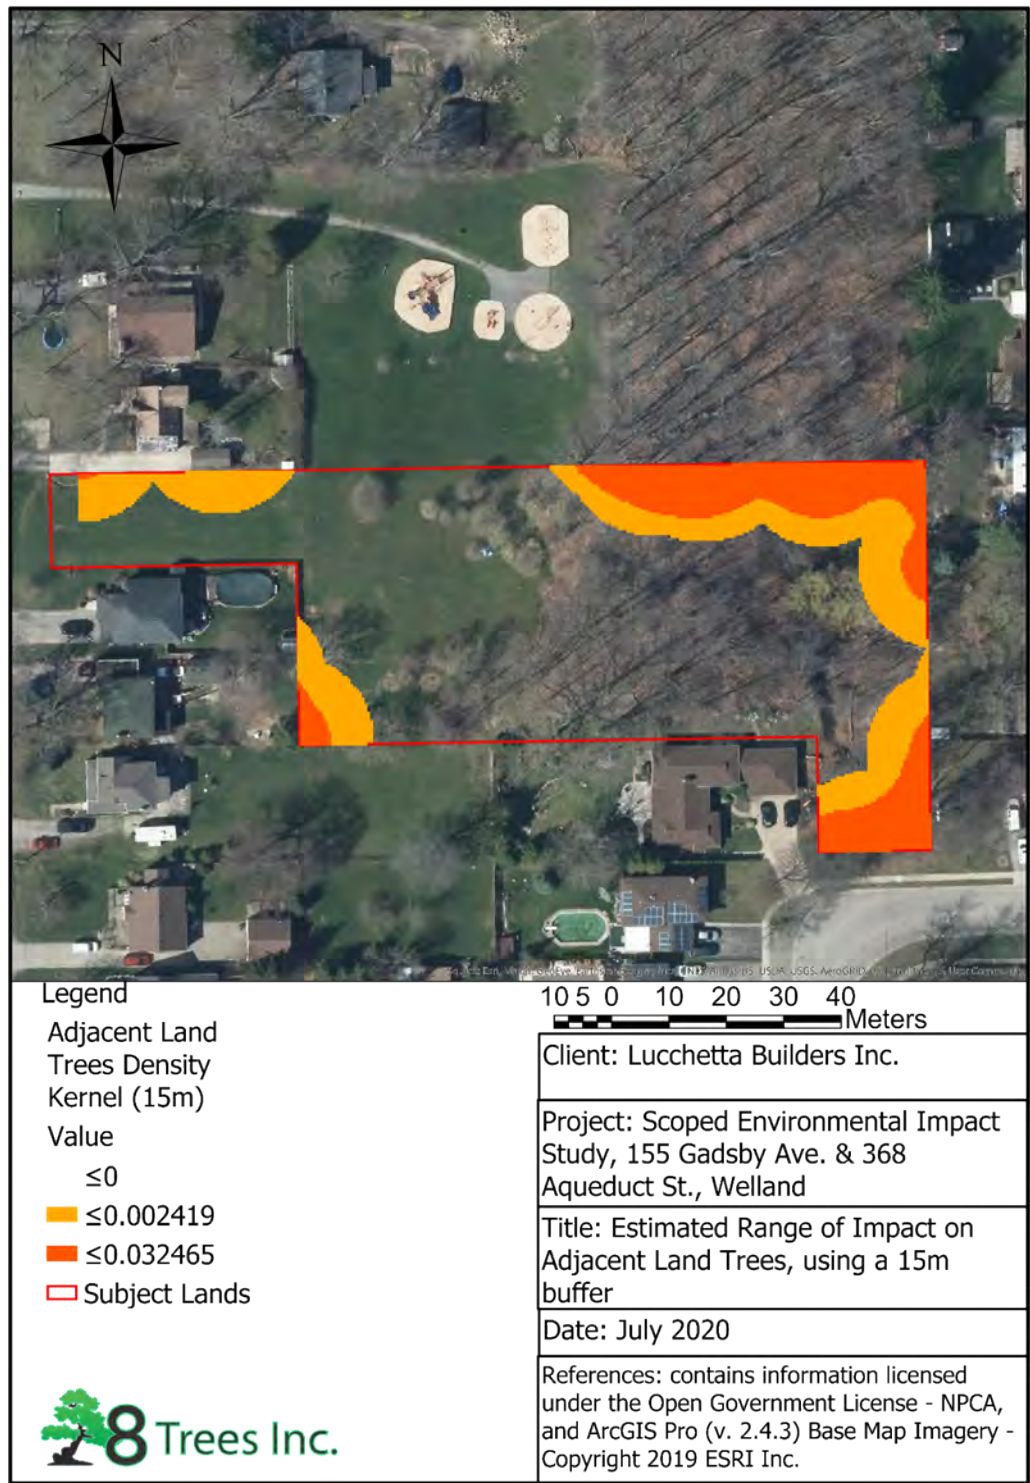 N
Legend
Adjacent Land
Trees Density
Kernel (15m)
Value
≤0
≤0.002419
≤0.032465
Subject Lands
8 Trees Inc.
10 5 0 10 20 30 40
Meters
Client: Lucchetta Builders Inc.
Project: Scoped Environmental Impact
Study, 155 Gadsby Ave. & 368
Aqueduct St., Welland
Title: Estimated Range of Impact on
Adjacent Land Trees, using a 15m
buffer
Date: July 2020
References: contains information licensed
under the Open Government License - NPCA,
and ArcGIS Pro (v. 2.4.3) Base Map Imagery -
Copyright 2019 ESRI Inc.